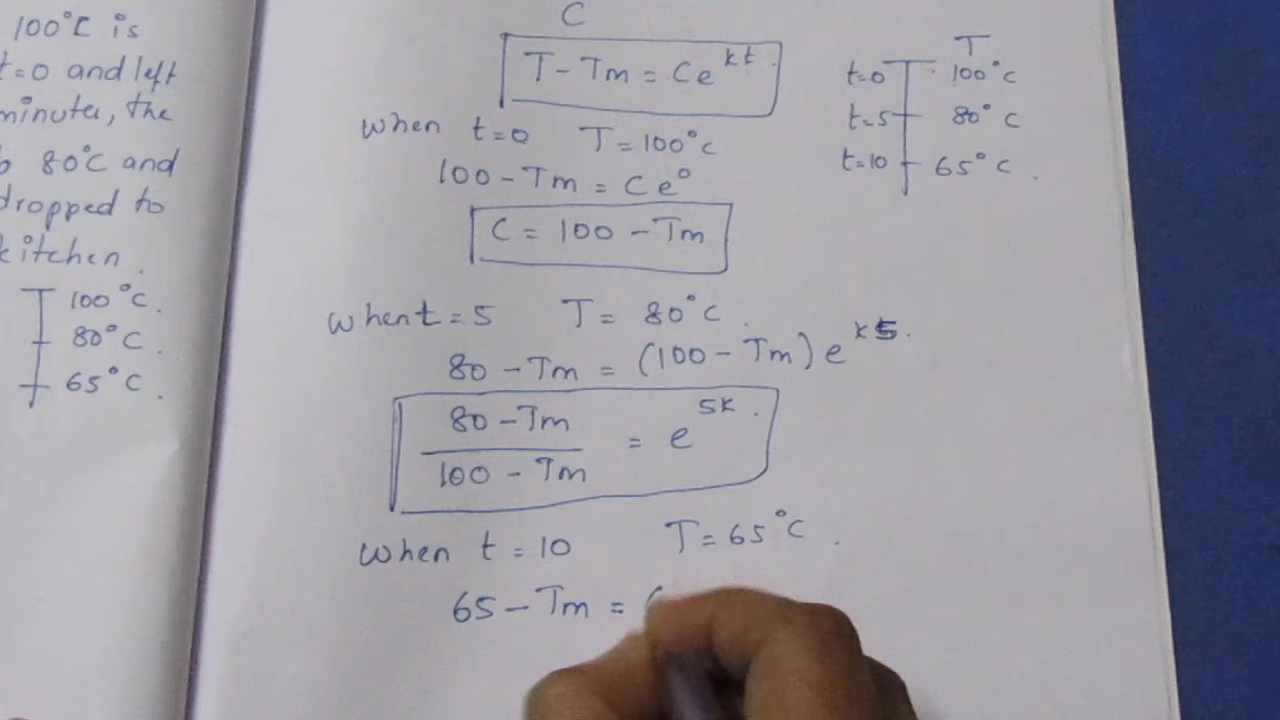 100°C is
t=0 and left
minutes, the
80°C and
dropped to
kitchen.
100°C.
80°C.
65°C.
C
T - Tm = Ce^kt.
when t=0 T = 100°C
100 - Tm = Ce^0
C = 100 - Tm
when t = 5 T = 80°C.
80 - Tm = (100 - Tm) e^k5.
80 - Tm
100 - Tm
= e^5k.
when t = 10 T = 65°C.
65 - Tm = (
T
t=0 100°C
t=5 80°C
t=10 65°C.